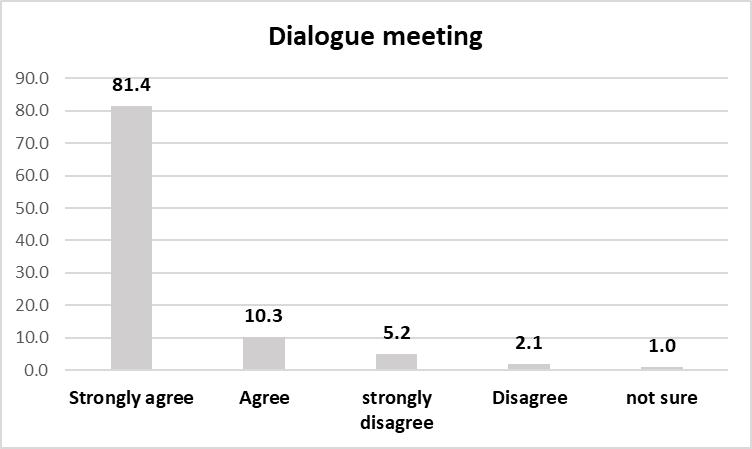 Dialogue meeting
90.0
80.0
70.0
60.0
50.0
40.0
30.0
20.0
10.0
0.0
81.4
10.3
5.2
2.1
1.0
Strongly agree
Agree
strongly
disagree
Disagree
not sure